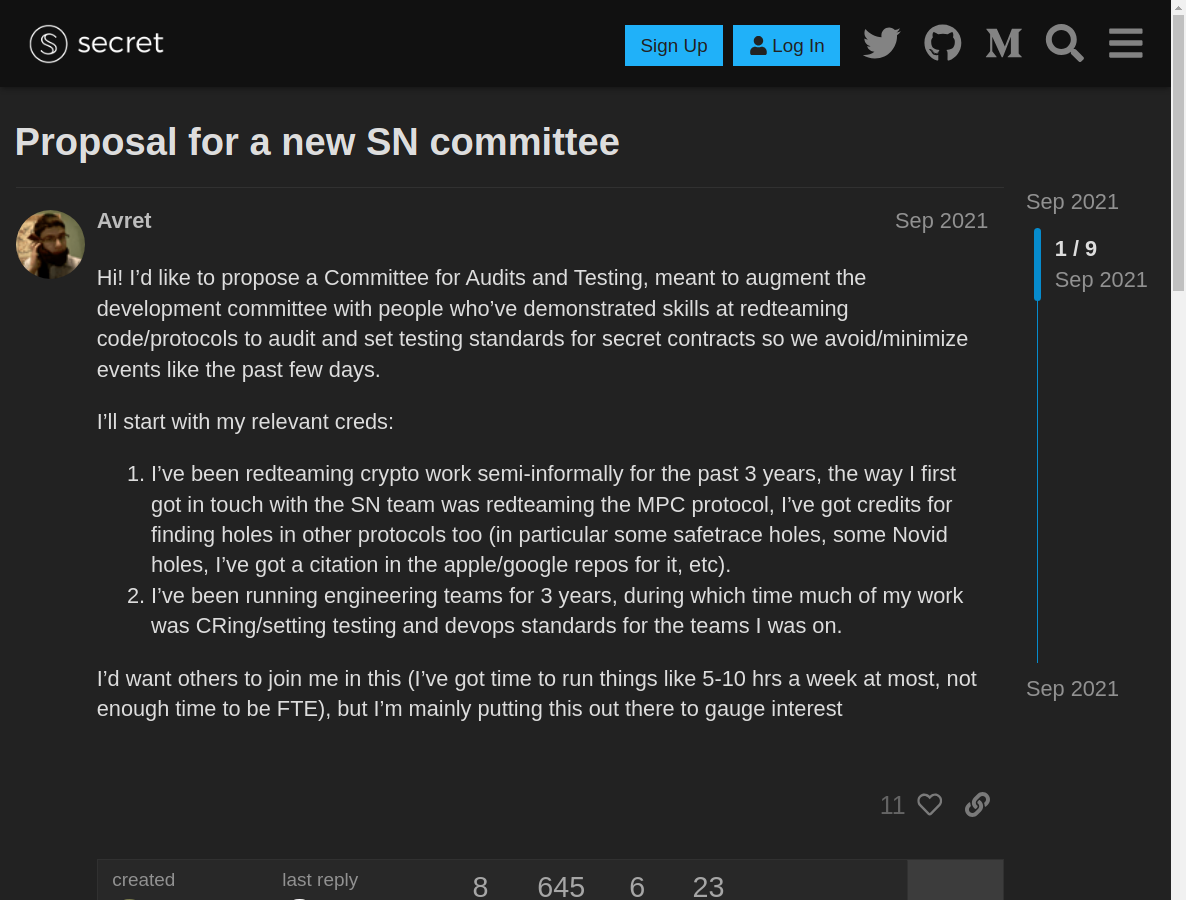 secret
Sign Up
Log In
Proposal for a new SN committee
Avret
Sep 2021
Hi! I’d like to propose a Committee for Audits and Testing, meant to augment the
development committee with people who’ve demonstrated skills at redteaming
code/protocols to audit and set testing standards for secret contracts so we avoid/minimize
events like the past few days.
I’ll start with my relevant creds:
1. I’ve been redteaming crypto work semi-informally for the past 3 years, the way I first
got in touch with the SN team was redteaming the MPC protocol, I’ve got credits for
finding holes in other protocols too (in particular some safetrace holes, some Novid
holes, I’ve got a citation in the apple/google repos for it, etc).
2. I’ve been running engineering teams for 3 years, during which time much of my work
was CRing/setting testing and devops standards for the teams I was on.
I’d want others to join me in this (I’ve got time to run things like 5-10 hrs a week at most, not
enough time to be FTE), but I’m mainly putting this out there to gauge interest
11
created
last reply
8
645
6
23
Sep 2021
1 / 9
Sep 2021
Sep 2021